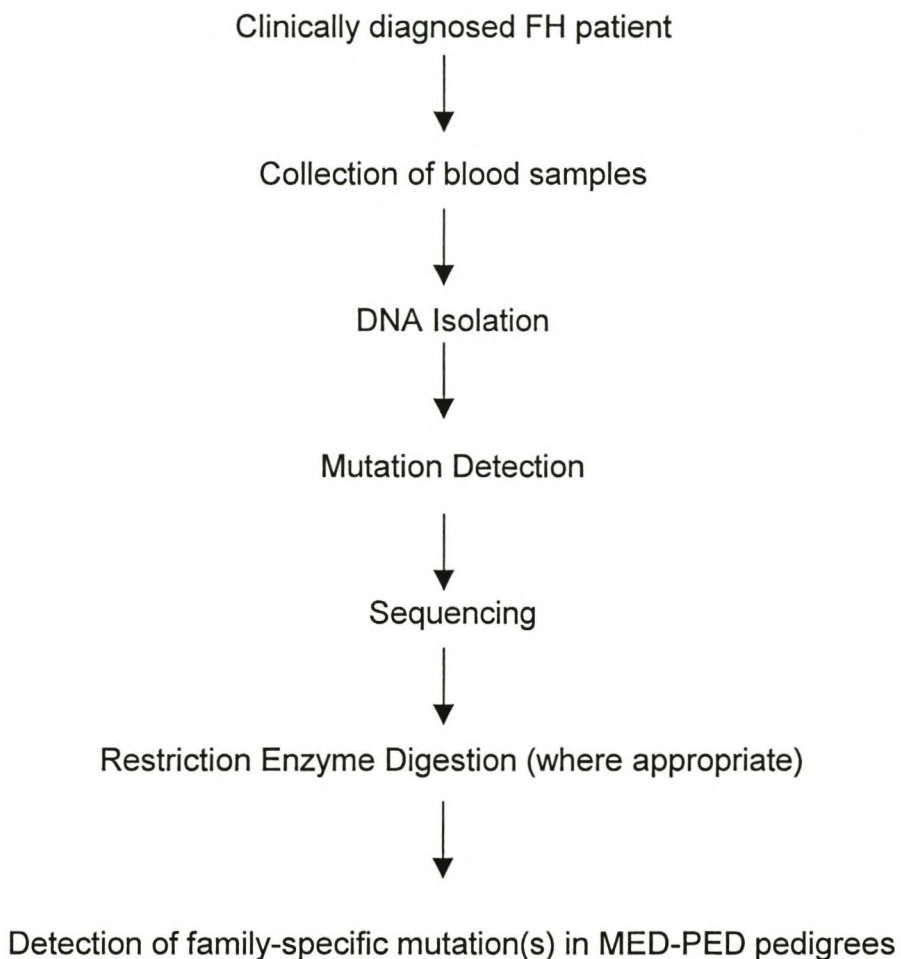 Clinically diagnosed FH patient
Collection of blood samples
DNA Isolation
Mutation Detection
Sequencing
Restriction Enzyme Digestion (where appropriate)
Detection of family-specific mutation(s) in MED-PED pedigrees